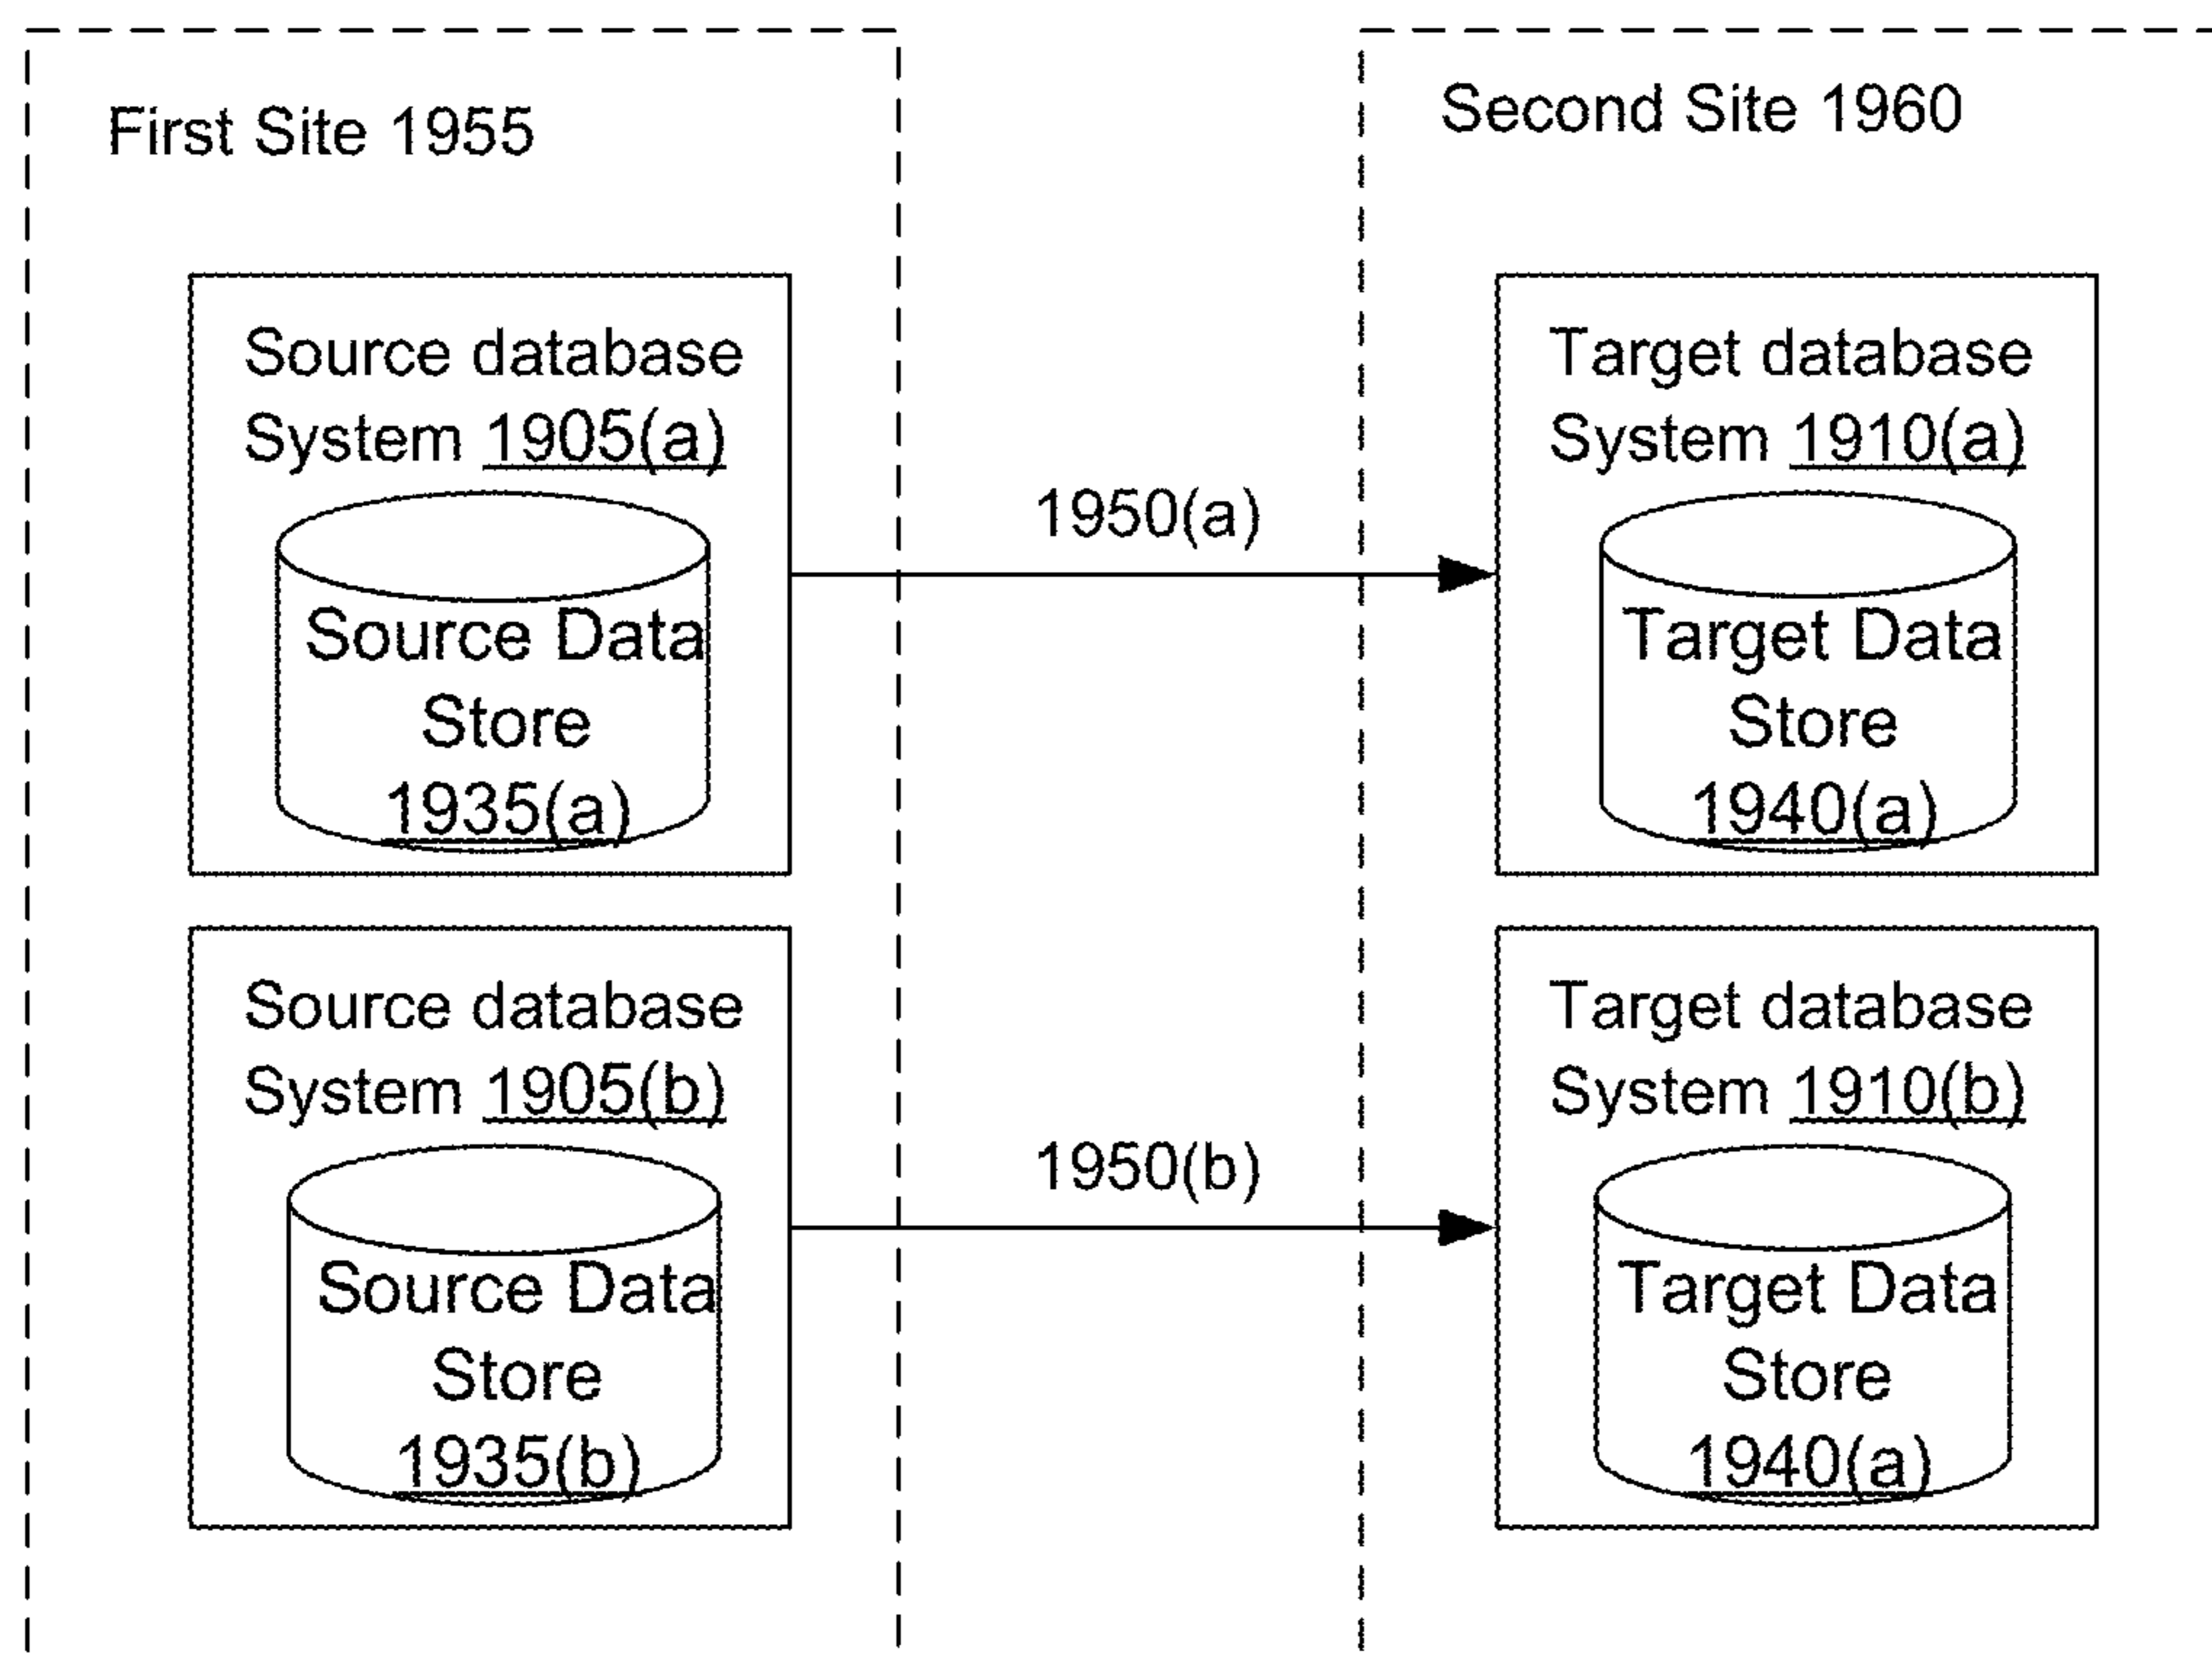 First Site 1955
Second Site 1960
Source database
System 1905(a)
Source Data
Store
1935(a)
1950(a)
Target database
System 1910(a)
Target Data
Store
1940(a)
Source database
System 1905(b)
Source Data
Store
1935(b)
1950(b)
Target database
System 1910(b)
Target Data
Store
1940(a)